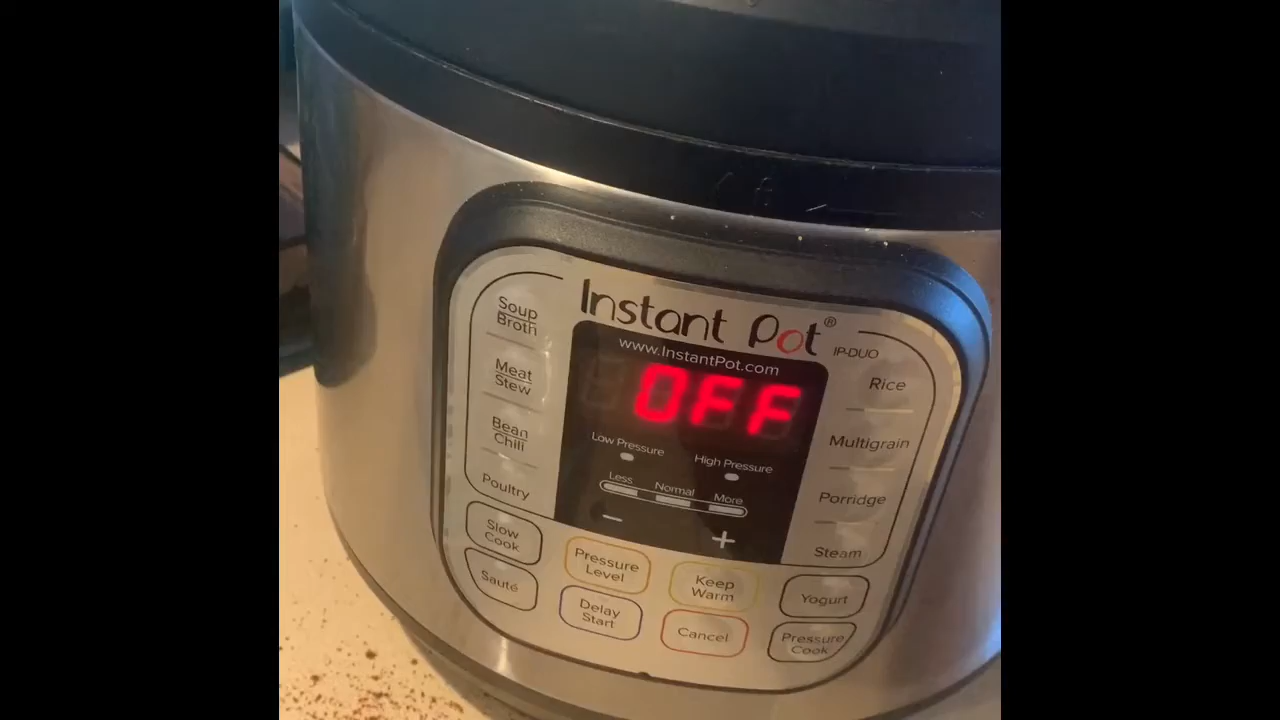 Instant Pot®
IP-DUO
www.InstantPot.com
OFF
Low Pressure
High Pressure
Less
Normal
More
−
+
Soup
Broth
Meat
Stew
Bean
Chili
Poultry
Slow
Cook
Sauté
Rice
Multigrain
Porridge
Steam
Pressure
Level
Keep
Warm
Yogurt
Delay
Start
Cancel
Pressure
Cook